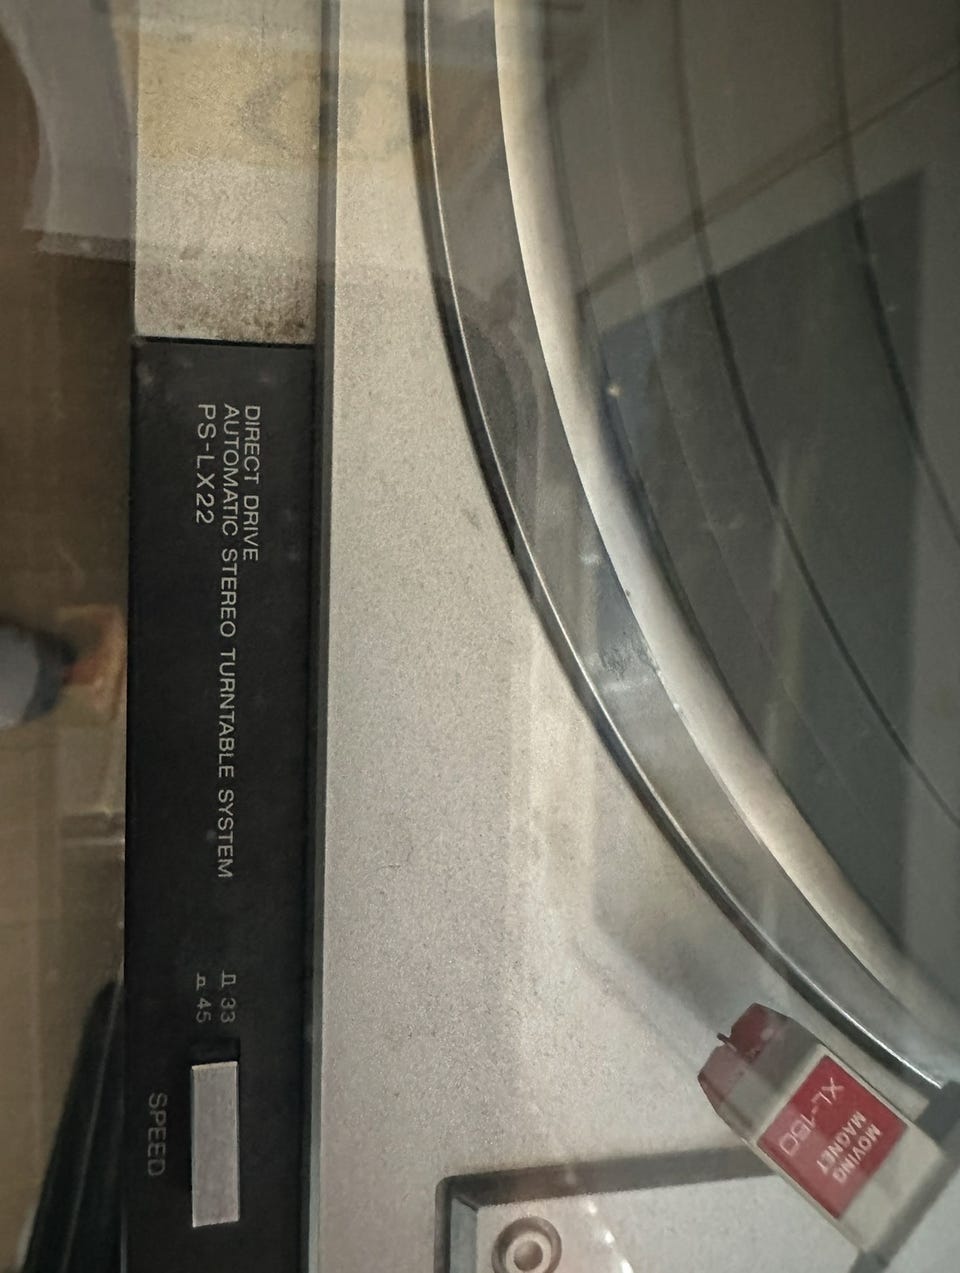 DIRECT DRIVE
AUTOMATIC STEREO TURNTABLE SYSTEM
PS-LX22
33
45
SPEED
MOVING
MAGNET
XL-150